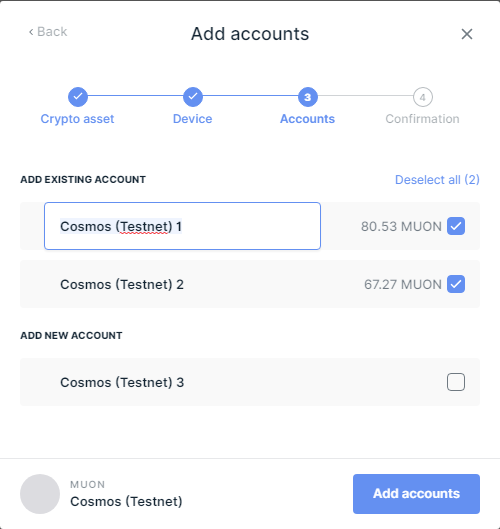 ‹ Back
Add accounts
3
4
Crypto asset
Device
Accounts
Confirmation
ADD EXISTING ACCOUNT
Deselect all (2)
Cosmos (Testnet) 1
80.53 MUON
Cosmos (Testnet) 2
67.27 MUON
ADD NEW ACCOUNT
Cosmos (Testnet) 3
MUON
Cosmos (Testnet)
Add accounts